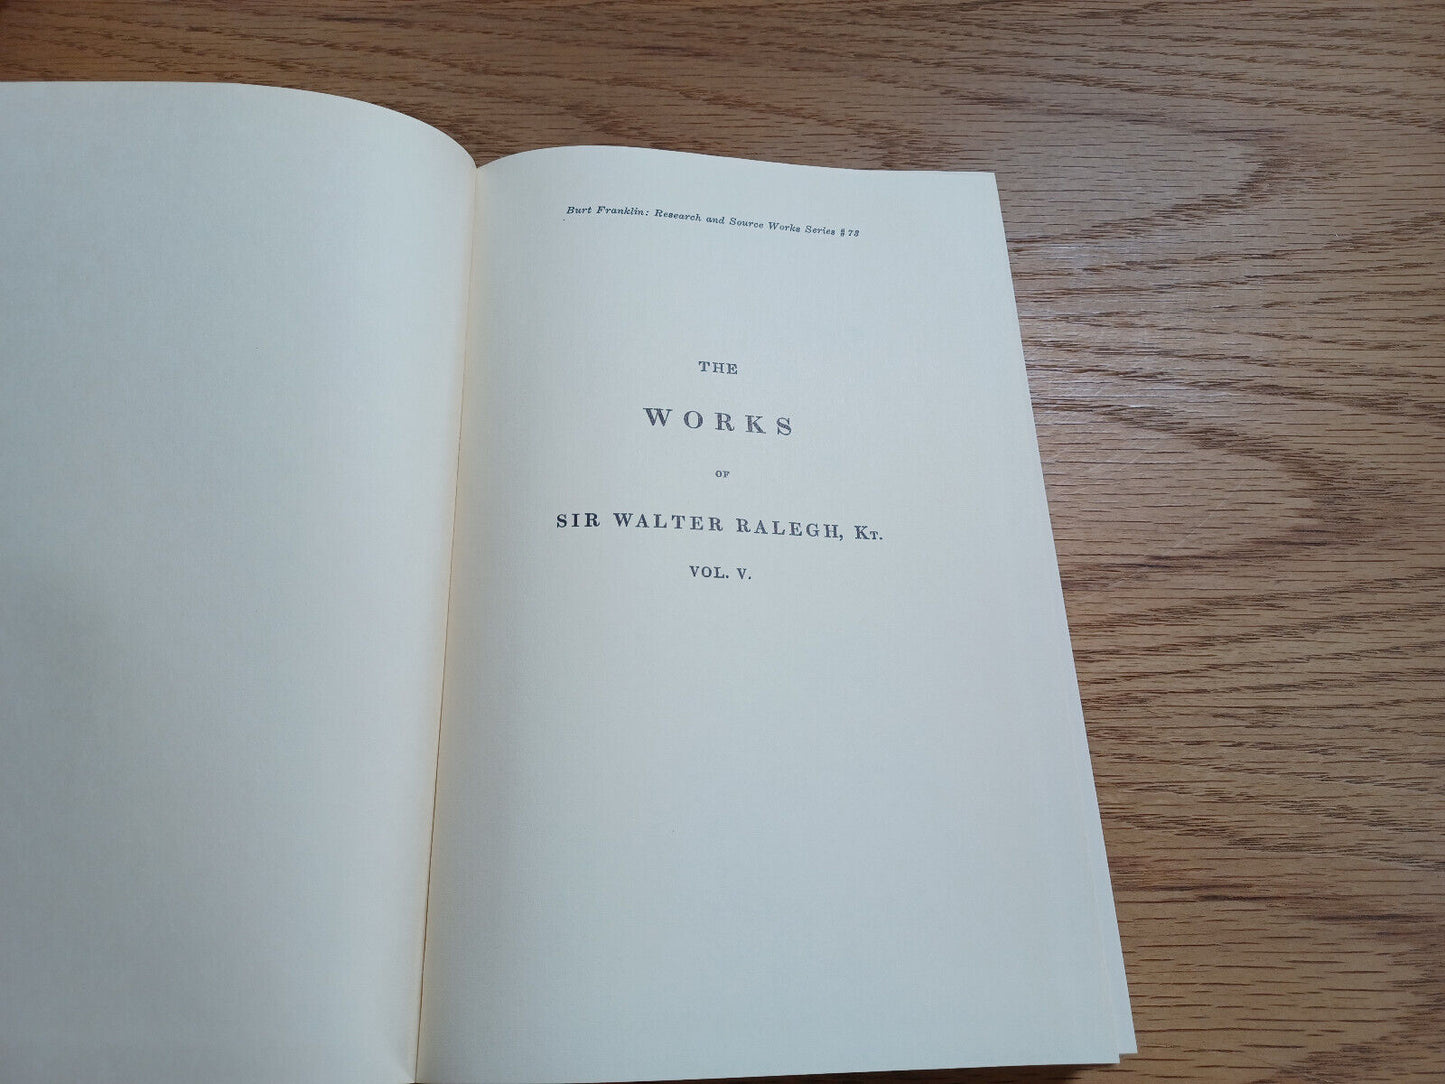 Burt Franklin: Research and Source Works Series # 73
THE
WORKS
OF
SIR WALTER RALEGH, KT.
VOL. V.